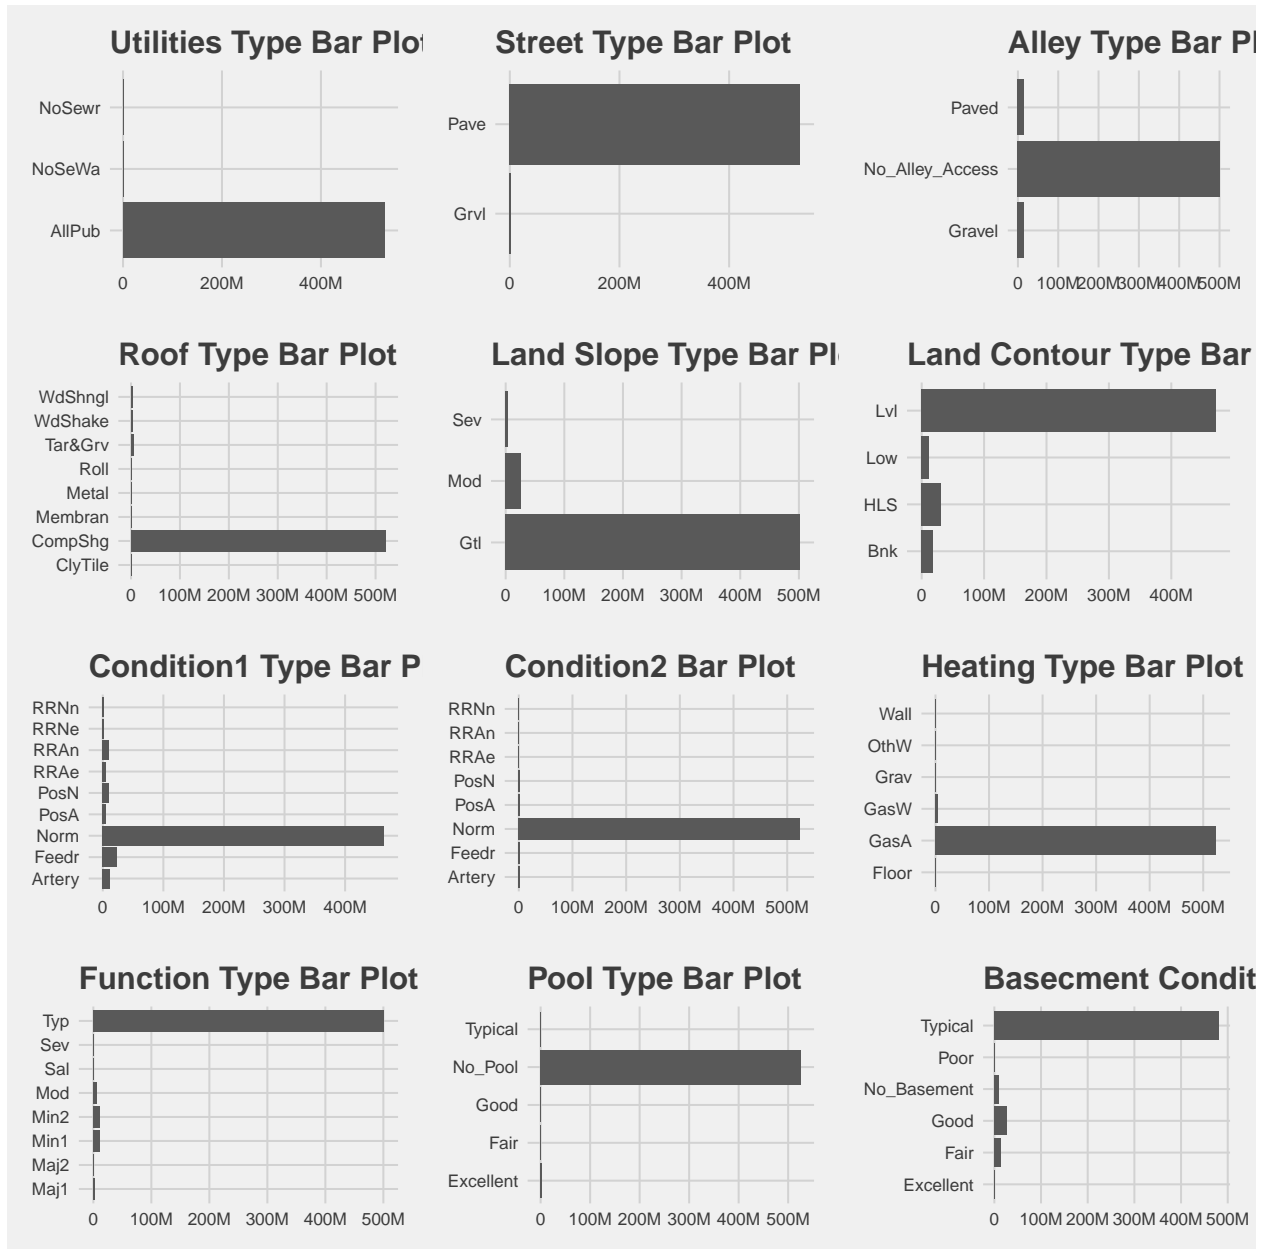 Utilities Type Bar Plot
NoSewr
NoSeWa
AllPub
0 200M 400M
Street Type Bar Plot
Pave
Grvl
0 200M 400M
Alley Type Bar Pl
Paved
No_Alley_Access
Gravel
0 100M 200M 300M 400M 500M
Roof Type Bar Plot
WdShngl
WdShake
Tar&Grv
Roll
Metal
Membran
CompShg
ClyTile
0 100M 200M 300M 400M 500M
Land Slope Type Bar Pl
Sev
Mod
Gtl
0 100M 200M 300M 400M 500M
Land Contour Type Bar
Lvl
Low
HLS
Bnk
0 100M 200M 300M 400M
Condition1 Type Bar P
RRNn
RRNe
RRAn
RRAe
PosN
PosA
Norm
Feedr
Artery
0 100M 200M 300M 400M
Condition2 Bar Plot
RRNn
RRAn
RRAe
PosN
PosA
Norm
Feedr
Artery
0 100M 200M 300M 400M 500M
Heating Type Bar Plot
Wall
OthW
Grav
GasW
GasA
Floor
0 100M 200M 300M 400M 500M
Function Type Bar Plot
Typ
Sev
Sal
Mod
Min2
Min1
Maj2
Maj1
0 100M 200M 300M 400M 500M
Pool Type Bar Plot
Typical
No_Pool
Good
Fair
Excellent
0 100M 200M 300M 400M 500M
Basecment Condit
Typical
Poor
No_Basement
Good
Fair
Excellent
0 100M 200M 300M 400M 500M